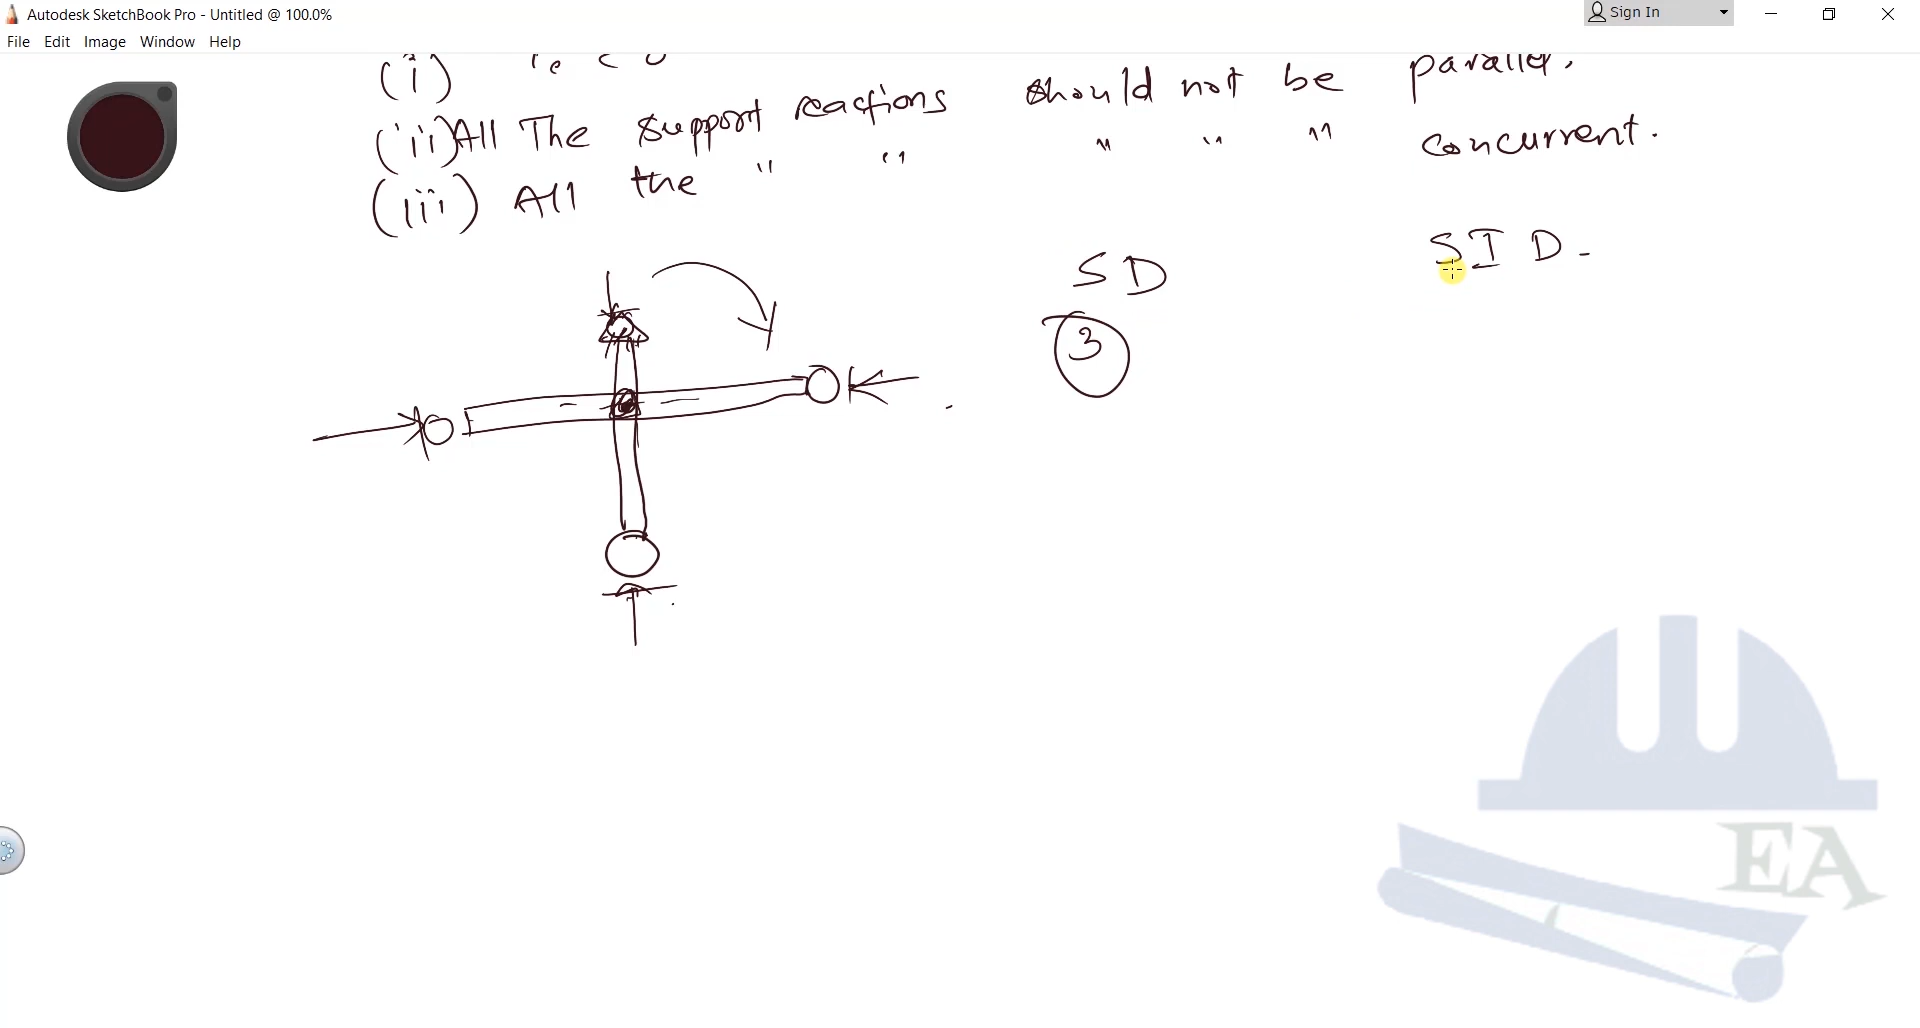 Autodesk SketchBook Pro - Untitled @ 100.0%
Sign In
File Edit Image Window Help
(i)
(ii) All The support reactions should not be parallel.
(iii) All the " " " " " concurrent.
SD
SID-
3
EA